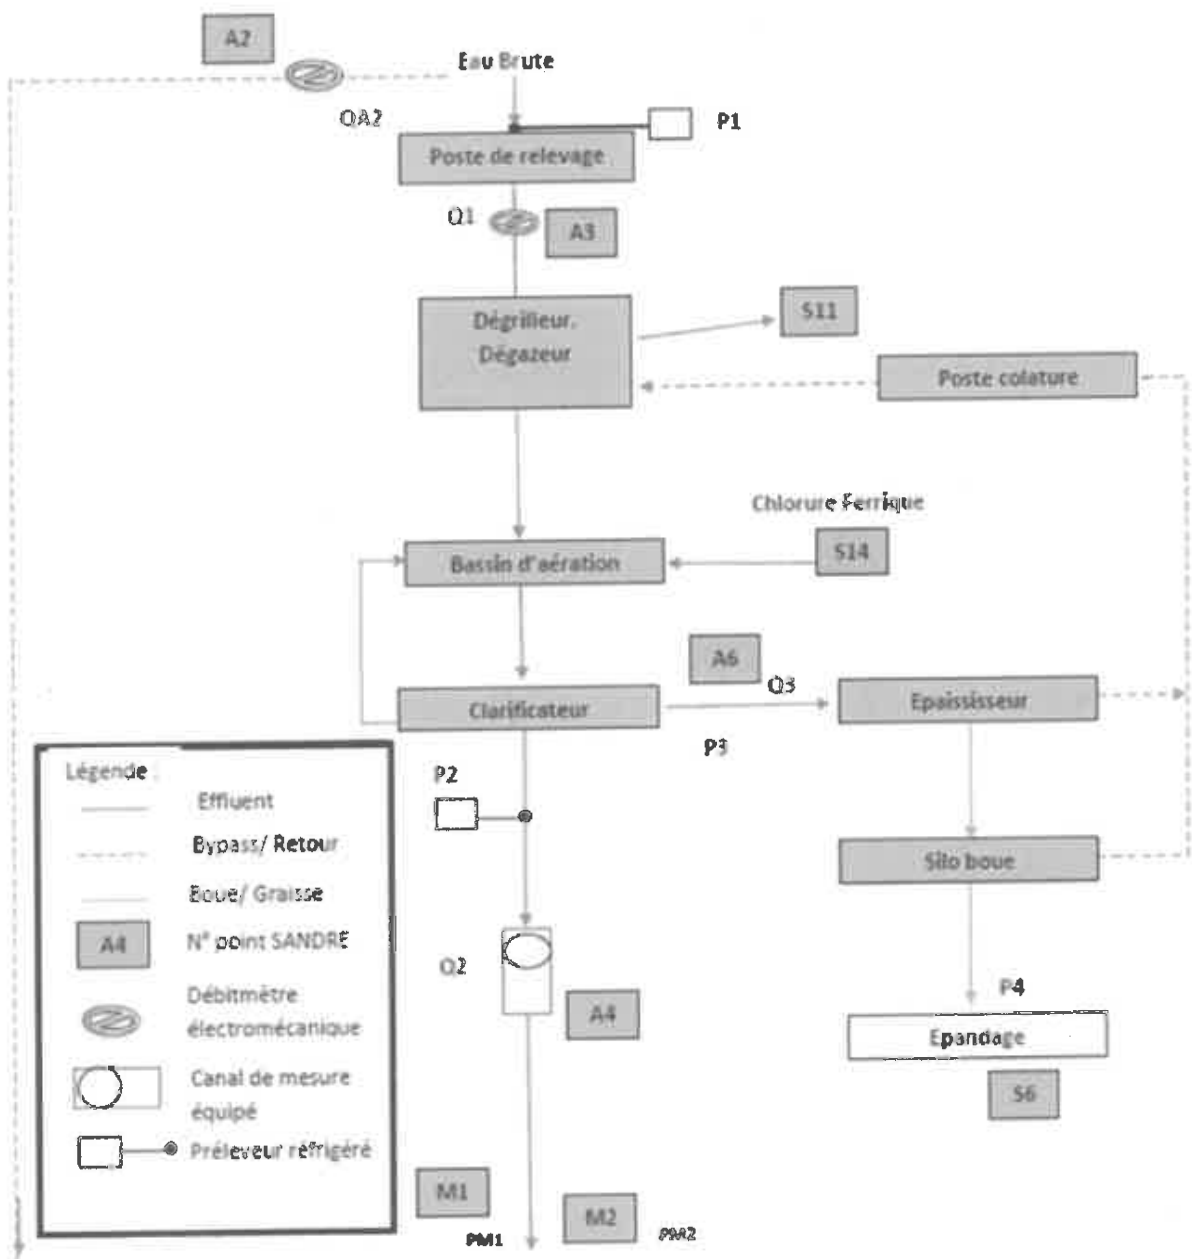 A2
Eau Brute
QA2
P1
Poste de relevage
Q1
A3
Dégrilleur.
Dégazeur
S11
Poste colature
Chlorure Ferrique
S14
Bassin d'aération
A6
Q3
Epaississeur
Clarificateur
P3
P2
Silo boue
Q2
A4
P4
Epandage
S6
M1
PM1
M2
PM2
Légende :
Effluent
Bypass/ Retour
Boue/ Graisse
A4
N° point SANDRE
Débitmètre
électromécanique
Canal de mesure
équipé
Préleveur réfrigéré